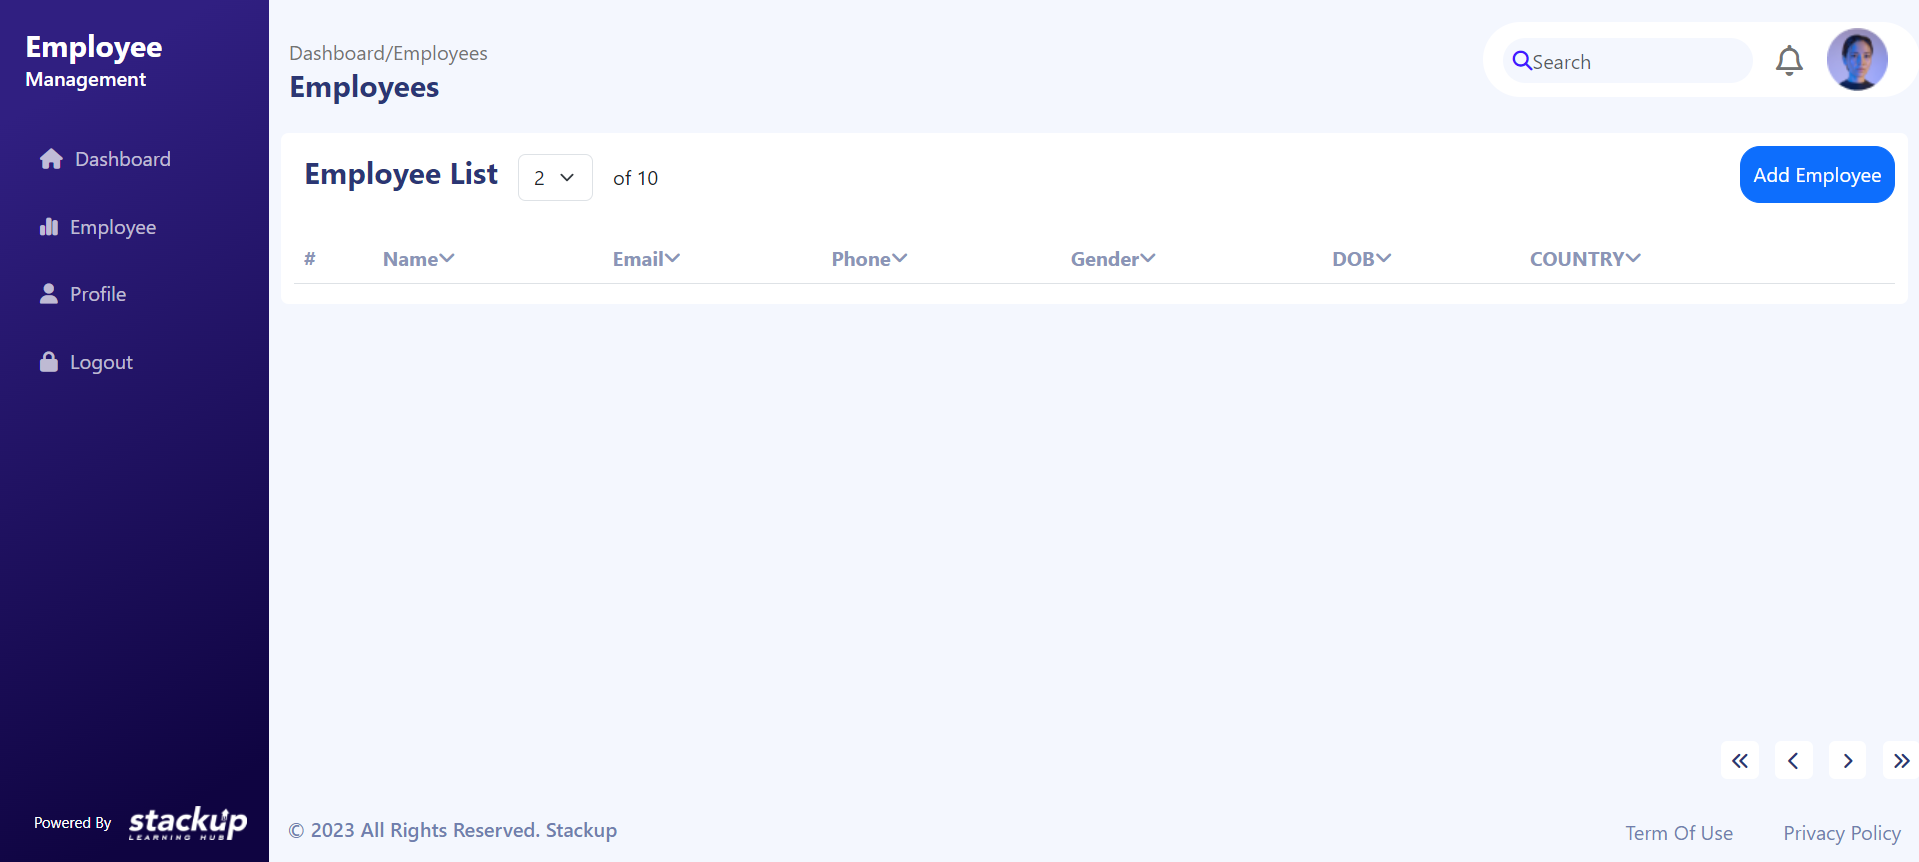 Employee
Management
Dashboard
Employee
Profile
Logout
Powered By
stackup
LEARNING HUB
Dashboard/Employees
Employees
Search
Employee List 2 of 10
Add Employee
# Name Email Phone Gender DOB COUNTRY
© 2023 All Rights Reserved. Stackup
Term Of Use Privacy Policy